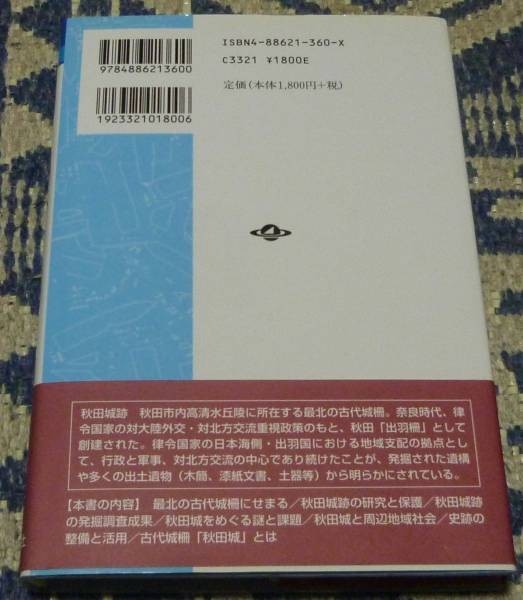 ISBN4-88621-360-X
C3321 ¥1800E
定価(本体1,800円+税)
9784886213600
1923321018006
秋田城跡 秋田市内高清水丘陵に所在する最北の古代城柵。奈良時代、律
令国家の対大陸外交・対北方交流重視政策のもと、秋田「出羽柵」として
創建された。律令国家の日本海側・出羽国における地域支配の拠点とし
て、行政と軍事、対北方交流の中心であり続けたことが、発掘された遺構
や多くの出土遺物（木簡、漆紙文書、土器等）から明らかにされている。
【本書の内容】 最北の古代城柵にせまる／秋田城跡の研究と保護／秋田城跡
の発掘調査成果／秋田城をめぐる謎と課題／秋田城と周辺地域社会／史跡の
整備と活用／古代城柵「秋田城」とは